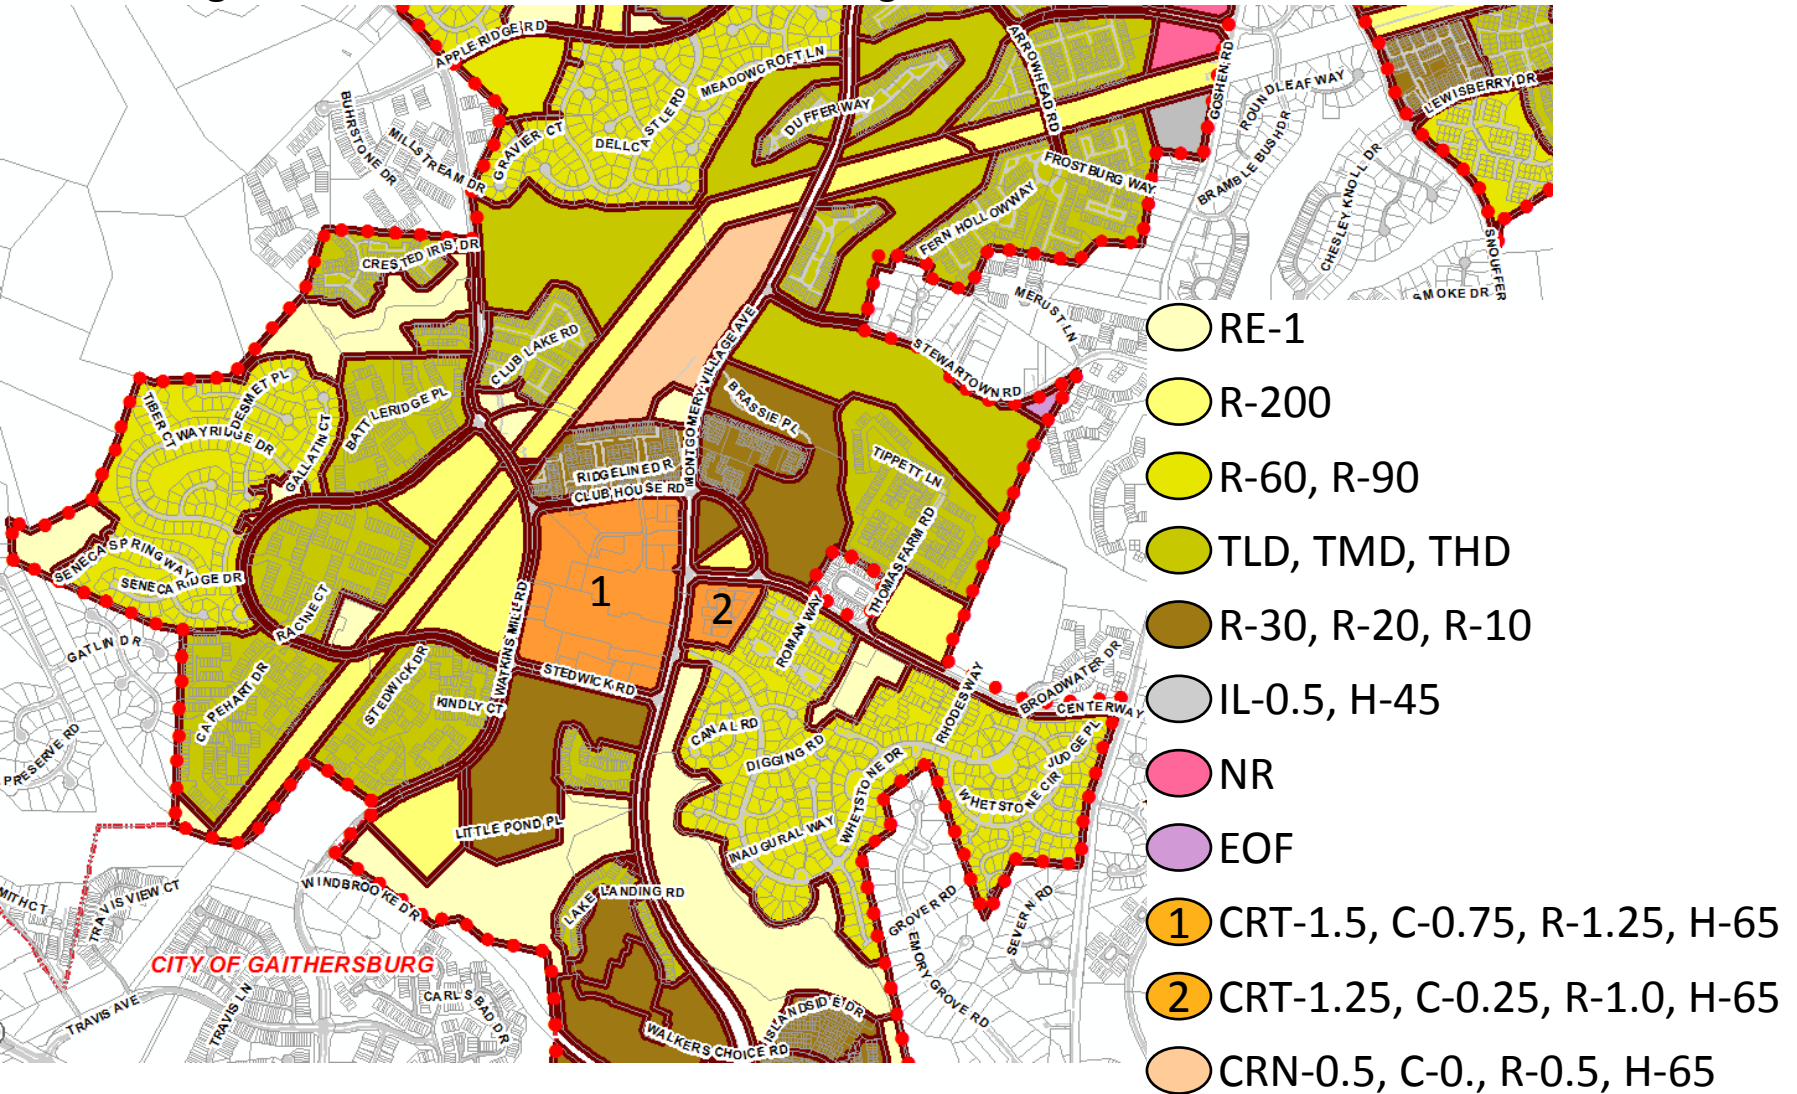 APPLERIDGE RD
MEADOWCROFT LN
ARROWHEAD RD
GOSHEN RD
ROUNDLEAF WAY
LEWISBERRY DR
BUHRSTONE DR
MILLSTREAM DR
GRAVIER CT
DELLCASTLE RD
DUFFER WAY
BRAMBLE BUSH DR
FROSTBURG WAY
FERN HOLLOW WAY
CHESLEY KNOLL DR
SNOUFFER
SMOKE DR
CRESTED IRIS DR
MERUST LN
CLUB LAKE RD
MONTGOMERY VILLAGE AVE
STEWARTOWN RD
TIBER CT
DESMET PL
WAYRIDGE DR
GALLATIN CT
BATTLERIDGE PL
BRASSIE PL
RIDGELINE DR
CLUB HOUSE RD
TIPPETT LN
THOMAS FARM RD
SENECA SPRING WAY
SENECA RIDGE DR
RACINE CT
WATKINS MILL RD
1
2
ROMAN WAY
GATLIN DR
CAPEHART DR
STEDWICK DR
KINDLY CT
STEDWICK RD
CANAL RD
DIGGING RD
RHODES WAY
BROADWATER DR
CENTERWAY
JUDGE PL
PRESERVE RD
WHETSTONE DR
WHETSTONE CIR
LITTLE POND PL
INAUGURAL WAY
WINDBROOKE DR
LAKE LANDING RD
GROVER RD
SEVERN RD
EMORY GROVE RD
MITH CT
TRAVIS VIEW CT
CITY OF GAITHERSBURG
TRAVIS AVE
TRAVIS LN
CARLSBAD DR
ISLANDSIDE DR
WALKERS CHOICE RD
RE-1
R-200
R-60, R-90
TLD, TMD, THD
R-30, R-20, R-10
IL-0.5, H-45
NR
EOF
1 CRT-1.5, C-0.75, R-1.25, H-65
2 CRT-1.25, C-0.25, R-1.0, H-65
CRN-0.5, C-0., R-0.5, H-65